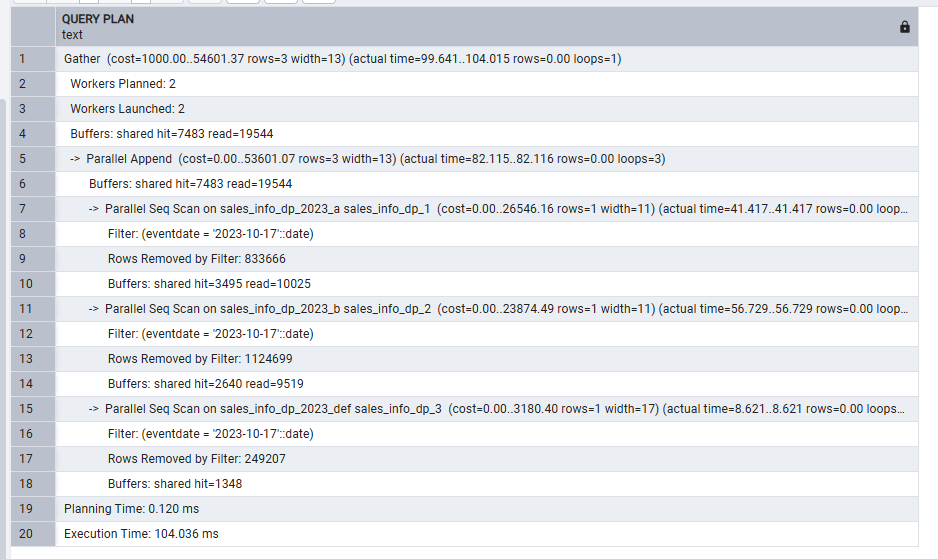 QUERY PLAN
text
1 Gather (cost=1000.00..54601.37 rows=3 width=13) (actual time=99.641..104.015 rows=0.00 loops=1)
2 Workers Planned: 2
3 Workers Launched: 2
4 Buffers: shared hit=7483 read=19544
5 -> Parallel Append (cost=0.00..53601.07 rows=3 width=13) (actual time=82.115..82.116 rows=0.00 loops=3)
6 Buffers: shared hit=7483 read=19544
7 -> Parallel Seq Scan on sales_info_dp_2023_a sales_info_dp_1 (cost=0.00..26546.16 rows=1 width=11) (actual time=41.417..41.417 rows=0.00 loop...
8 Filter: (eventdate = '2023-10-17'::date)
9 Rows Removed by Filter: 833666
10 Buffers: shared hit=3495 read=10025
11 -> Parallel Seq Scan on sales_info_dp_2023_b sales_info_dp_2 (cost=0.00..23874.49 rows=1 width=11) (actual time=56.729..56.729 rows=0.00 loop...
12 Filter: (eventdate = '2023-10-17'::date)
13 Rows Removed by Filter: 1124699
14 Buffers: shared hit=2640 read=9519
15 -> Parallel Seq Scan on sales_info_dp_2023_def sales_info_dp_3 (cost=0.00..3180.40 rows=1 width=17) (actual time=8.621..8.621 rows=0.00 loops...
16 Filter: (eventdate = '2023-10-17'::date)
17 Rows Removed by Filter: 249207
18 Buffers: shared hit=1348
19 Planning Time: 0.120 ms
20 Execution Time: 104.036 ms